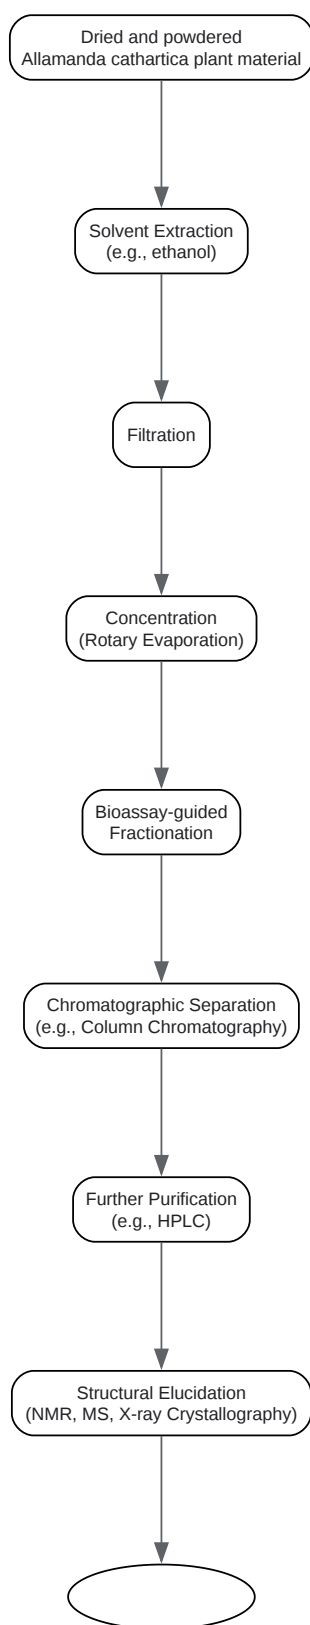 Dried and powdered
Allamanda cathartica plant material
Solvent Extraction
(e.g., ethanol)
Filtration
Concentration
(Rotary Evaporation)
Bioassay-guided
Fractionation
Chromatographic Separation
(e.g., Column Chromatography)
Further Purification
(e.g., HPLC)
Structural Elucidation
(NMR, MS, X-ray Crystallography)